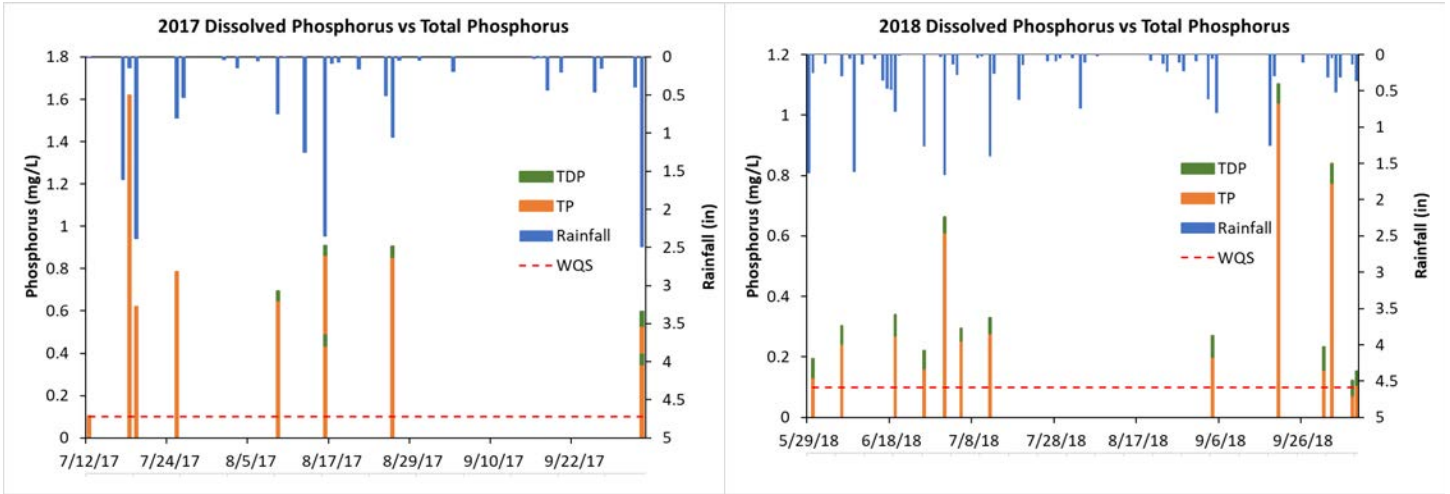 2017 Dissolved Phosphorus vs Total Phosphorus
Phosphorus (mg/L)
1.8
1.6
1.4
1.2
1
0.8
0.6
0.4
0.2
0
0
0.5
1
1.5
2
2.5
3
3.5
4
4.5
5
Rainfall (in)
TDP
TP
Rainfall
WQS
7/12/17 7/24/17 8/5/17 8/17/17 8/29/17 9/10/17 9/22/17
2018 Dissolved Phosphorus vs Total Phosphorus
Phosphorus (mg/L)
1.2
1
0.8
0.6
0.4
0.2
0
0
0.5
1
1.5
2
2.5
3
3.5
4
4.5
5
Rainfall (in)
TDP
TP
Rainfall
WQS
5/29/18 6/18/18 7/8/18 7/28/18 8/17/18 9/6/18 9/26/18